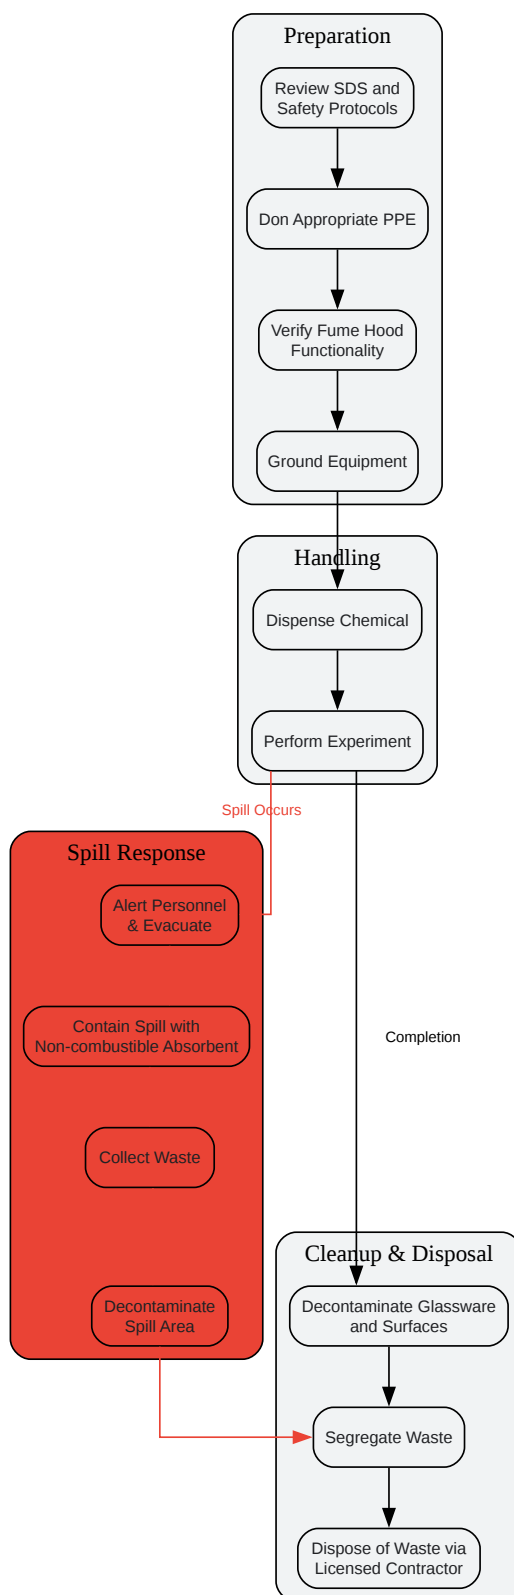 Preparation
Review SDS and
Safety Protocols
Don Appropriate PPE
Verify Fume Hood
Functionality
Ground Equipment
Handling
Dispense Chemical
Perform Experiment
Spill Occurs
Spill Response
Alert Personnel
& Evacuate
Contain Spill with
Non-combustible Absorbent
Completion
Collect Waste
Decontaminate
Spill Area
Cleanup & Disposal
Decontaminate Glassware
and Surfaces
Segregate Waste
Dispose of Waste via
Licensed Contractor